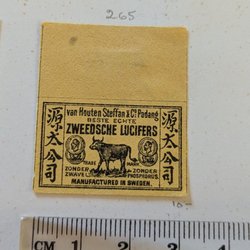 265
van Houten Steffan & Co. Padang
BESTE ECHTE
ZWEEDSCHE LUCIFERS
源太公司
源太公司
TRADE MARK
ZONDER ZWAVEL
ZONDER PHOSPHORUS.
MANUFACTURED IN SWEDEN.
10.
CM 1 2 3 4